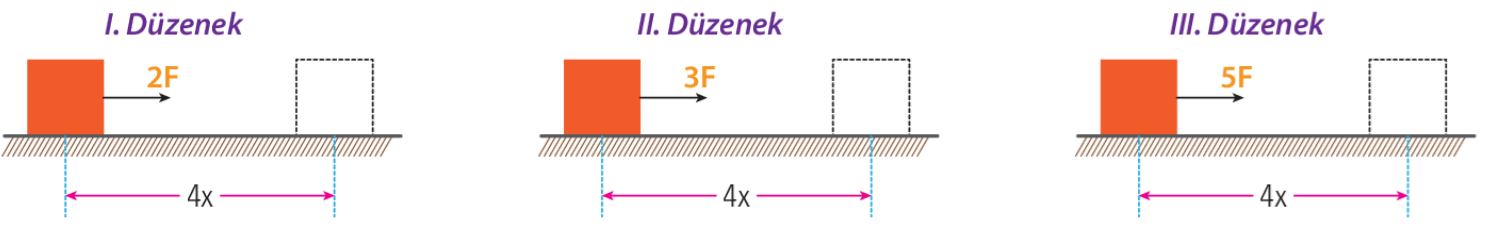 I. Düzenek
II. Düzenek
III. Düzenek
2F
3F
5F
4x
4x
4x